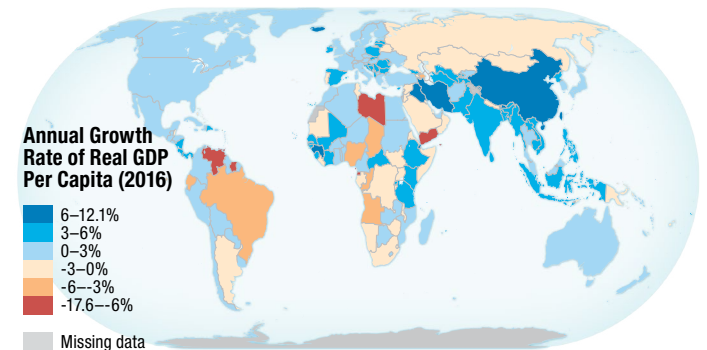 Annual Growth
Rate of Real GDP
Per Capita (2016)
6–12.1%
3–6%
0–3%
-3–0%
-6–-3%
-17.6–-6%
Missing data